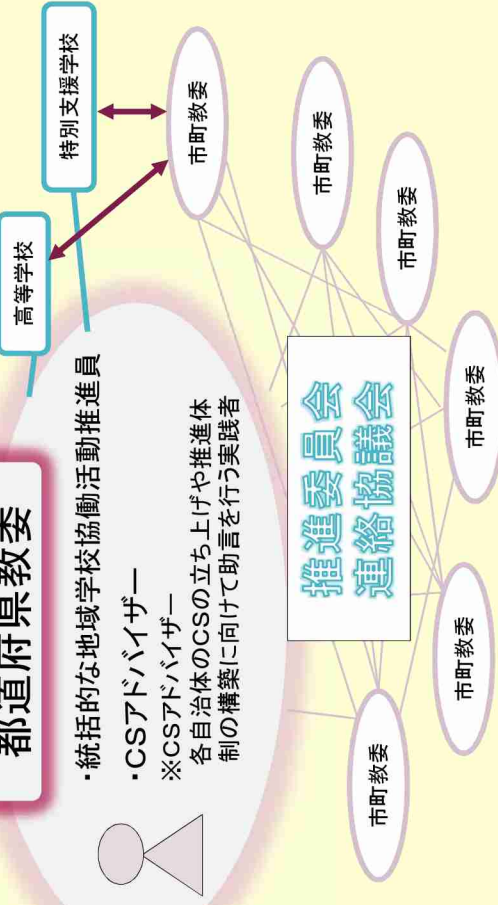 都道府県教委
・統括的な地域学校協働活動推進員
・CSアドバイザー
※CSアドバイザー
各自治体のCSの立ち上げや推進体
制の構築に向けて助言を行う実践者
高等学校
特別支援学校
推進委員会
連絡協議会
市町教委
市町教委
市町教委
市町教委
市町教委
市町教委